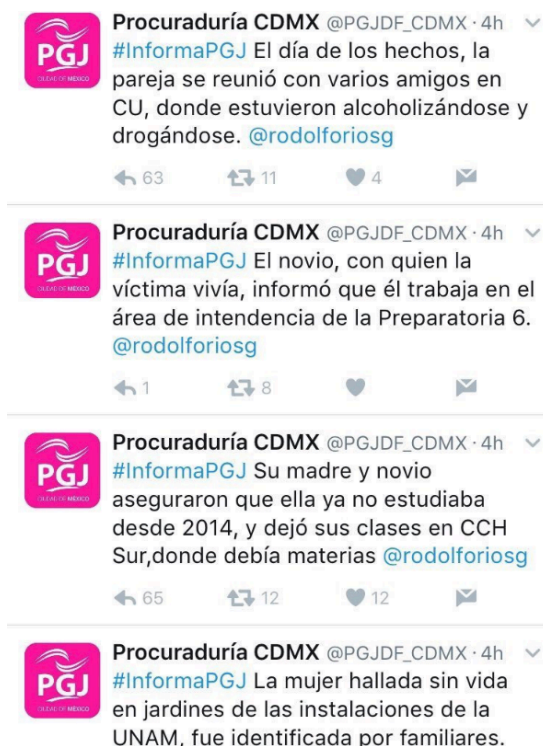 Procuraduría CDMX @PGJDF_CDMX · 4h
#InformaPGJ El día de los hechos, la
pareja se reunió con varios amigos en
CU, donde estuvieron alcoholizándose y
drogándose. @rodolforiosg
63 11 4
PGJ
CIUDAD DE MÉXICO
Procuraduría CDMX @PGJDF_CDMX · 4h
#InformaPGJ El novio, con quien la
víctima vivía, informó que él trabaja en el
área de intendencia de la Preparatoria 6.
@rodolforiosg
1 8
PGJ
CIUDAD DE MÉXICO
Procuraduría CDMX @PGJDF_CDMX · 4h
#InformaPGJ Su madre y novio
aseguraron que ella ya no estudiaba
desde 2014, y dejó sus clases en CCH
Sur,donde debía materias @rodolforiosg
65 12 12
PGJ
CIUDAD DE MÉXICO
Procuraduría CDMX @PGJDF_CDMX · 4h
#InformaPGJ La mujer hallada sin vida
en jardines de las instalaciones de la
UNAM, fue identificada por familiares.
PGJ
CIUDAD DE MÉXICO